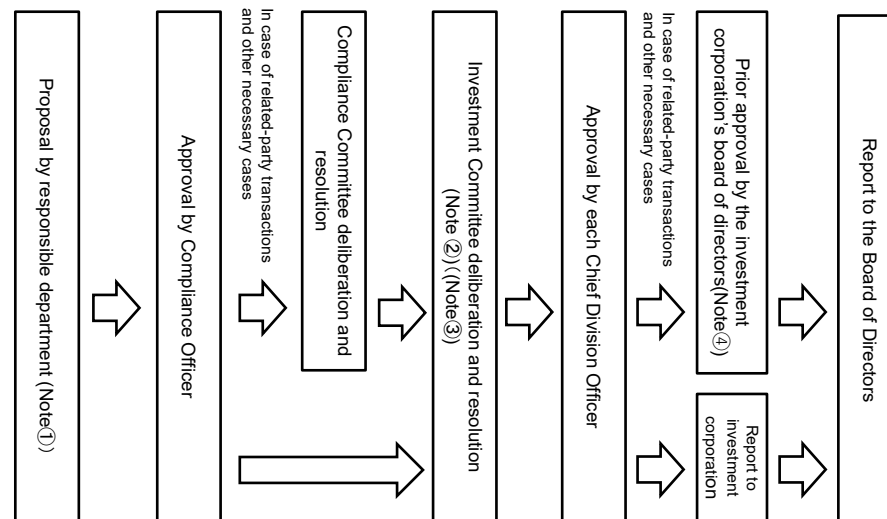 Proposal by responsible department (Note①)
Approval by Compliance Officer
In case of related-party transactions
and other necessary cases
Compliance Committee deliberation and
resolution
Investment Committee deliberation and resolution
(Note ②)((Note③))
Approval by each Chief Division Officer
In case of related-party transactions
and other necessary cases
Prior approval by the investment
corporation's board of directors(Note④)
Report to
investment
corporation
Report to the Board of Directors